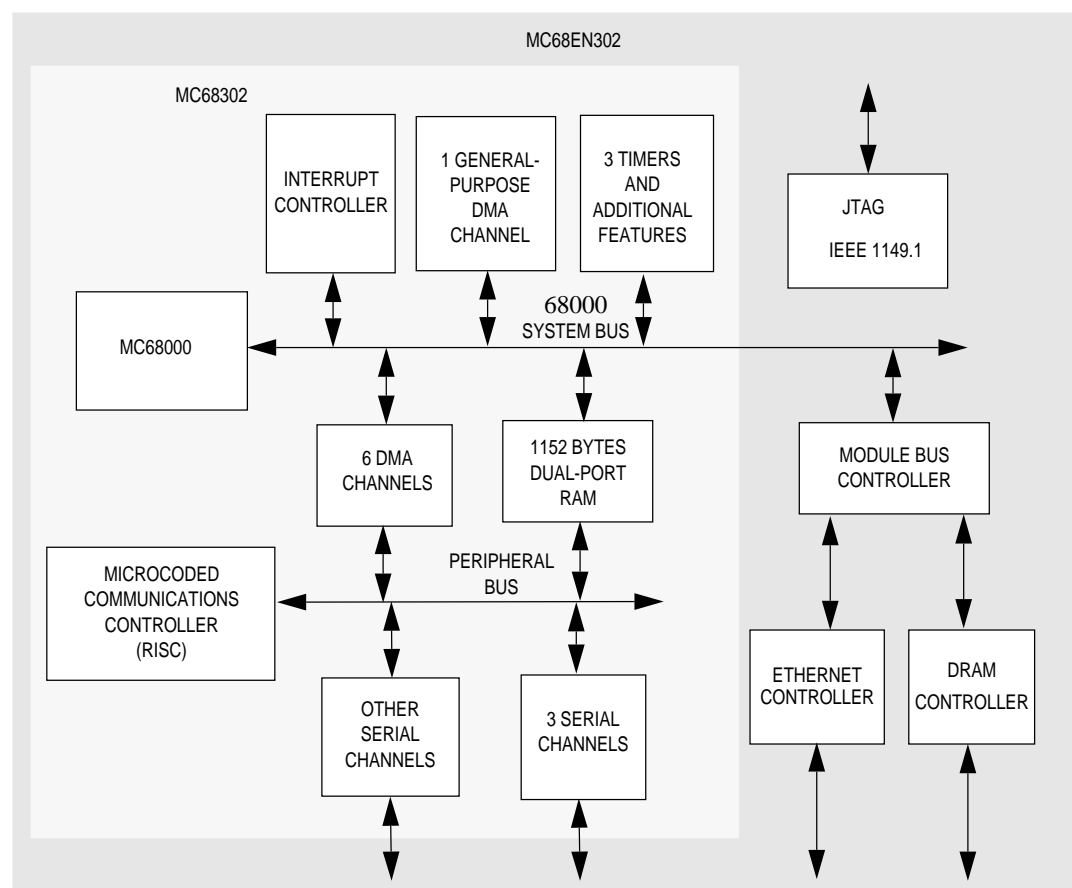 MC68EN302
MC68302
INTERRUPT
CONTROLLER
1 GENERAL-
PURPOSE
DMA
CHANNEL
3 TIMERS
AND
ADDITIONAL
FEATURES
JTAG
IEEE 1149.1
68000
SYSTEM BUS
MC68000
6 DMA
CHANNELS
1152 BYTES
DUAL-PORT
RAM
MODULE BUS
CONTROLLER
PERIPHERAL
BUS
MICROCODED
COMMUNICATIONS
CONTROLLER
(RISC)
OTHER
SERIAL
CHANNELS
3 SERIAL
CHANNELS
ETHERNET
CONTROLLER
DRAM
CONTROLLER